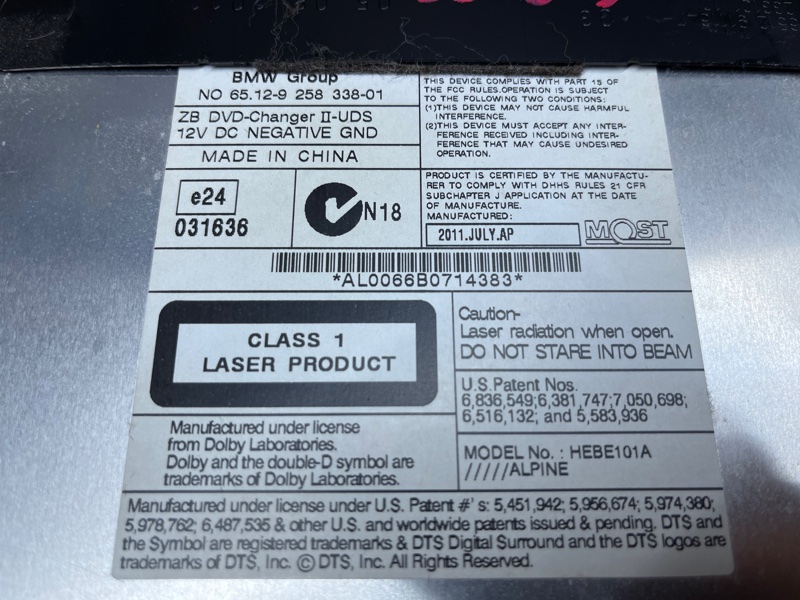 BMW Group
NO 65.12-9 258 338-01
ZB DVD-Changer II-UDS
12V DC NEGATIVE GND
MADE IN CHINA
THIS DEVICE COMPLIES WITH PART 15 OF
THE FCC RULES.OPERATION IS SUBJECT
TO THE FOLLOWING TWO CONDITIONS:
(1)THIS DEVICE MAY NOT CAUSE HARMFUL
INTERFERENCE.
(2)THIS DEVICE MUST ACCEPT ANY INTER-
FERENCE RECEIVED INCLUDING INTER-
FERENCE THAT MAY CAUSE UNDESIRED
OPERATION.
e24
031636
N18
PRODUCT IS CERTIFIED BY THE MANUFACTU-
RER TO COMPLY WITH DHHS RULES 21 CFR
SUBCHAPTER J APPLICATION AT THE DATE
OF MANUFACTURE.
MANUFACTURED:
2011.JULY.AP
MOST
*AL0066B0714383*
CLASS 1
LASER PRODUCT
Caution-
Laser radiation when open.
DO NOT STARE INTO BEAM
U.S.Patent Nos.
6,836,549;6,381,747;7,050,698;
6,516,132; and 5,583,936
Manufactured under license
from Dolby Laboratories.
Dolby and the double-D symbol are
trademarks of Dolby Laboratories.
MODEL No. : HEBE101A
/////ALPINE
Manufactured under license under U.S. Patent #' s: 5,451,942; 5,956,674; 5,974,380;
5,978,762; 6,487,535 & other U.S. and worldwide patents issued & pending. DTS and
the Symbol are registered trademarks & DTS Digital Surround and the DTS logos are
trademarks of DTS, Inc. © DTS, Inc. All Rights Reserved.